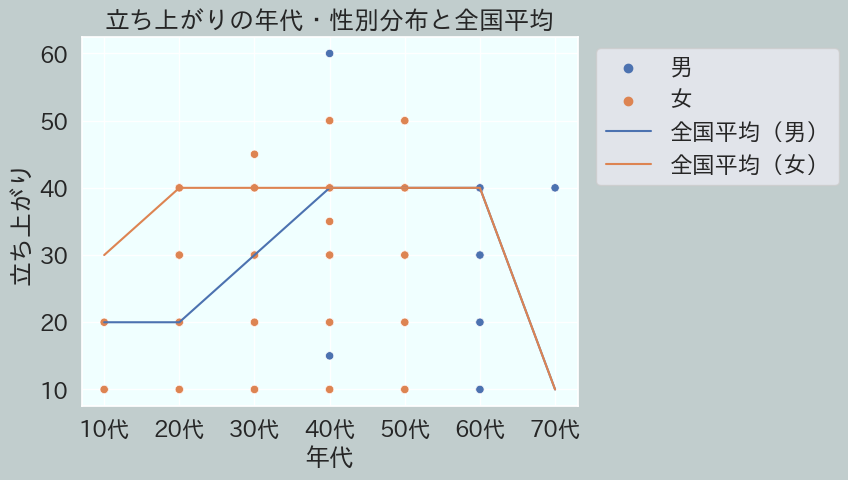 立ち上がりの年代・性別分布と全国平均
60
50
40
30
20
10
立ち上がり
10代 20代 30代 40代 50代 60代 70代
年代
男
女
全国平均（男）
全国平均（女）